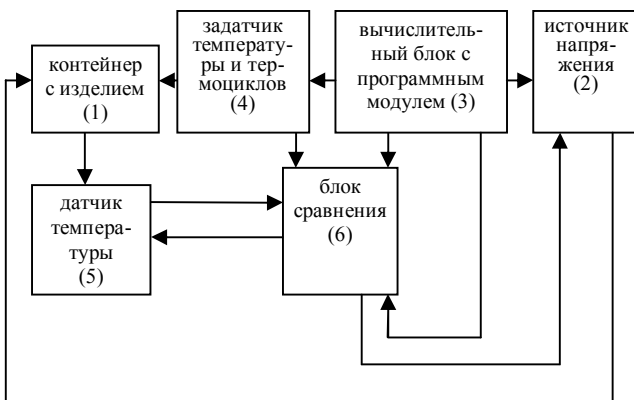 контейнер
с изделием
(1)
задатчик
температу-
ры и тер-
моциклов
(4)
вычислитель-
ный блок с
программным
модулем (3)
источник
напря-
жения
(2)
датчик
темпера-
туры
(5)
блок
сравнения
(6)